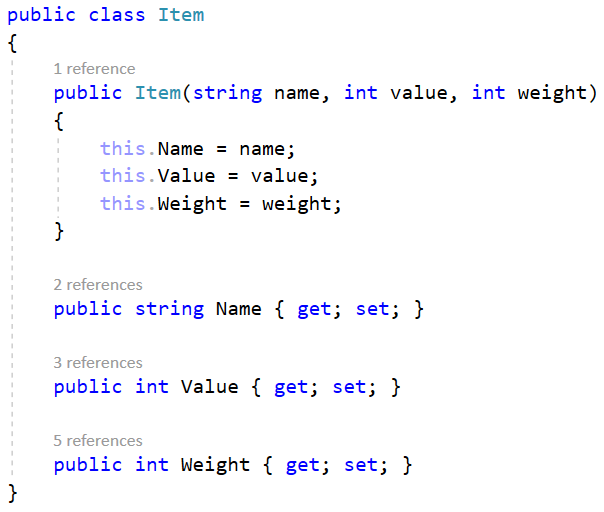 public class Item
{
1 reference
public Item(string name, int value, int weight)
{
this.Name = name;
this.Value = value;
this.Weight = weight;
}
2 references
public string Name { get; set; }
3 references
public int Value { get; set; }
5 references
public int Weight { get; set; }
}